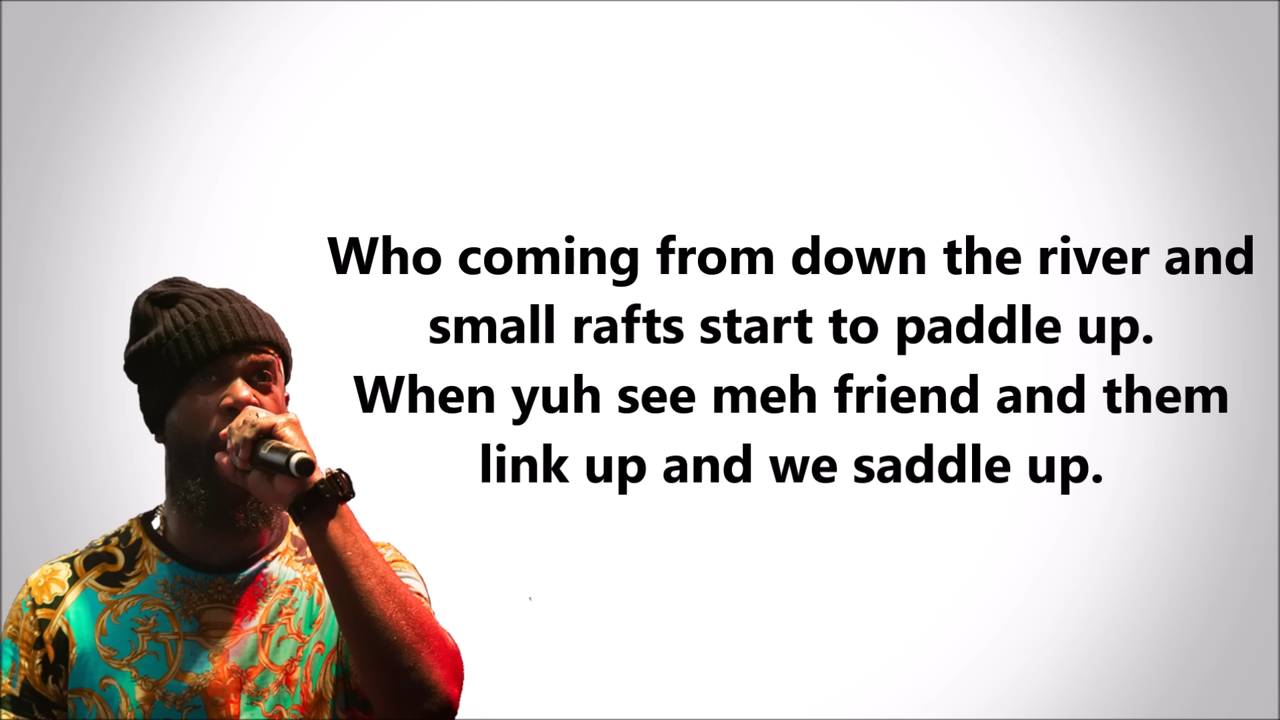 Who coming from down the river and
small rafts start to paddle up.
When yuh see meh friend and them
link up and we saddle up.